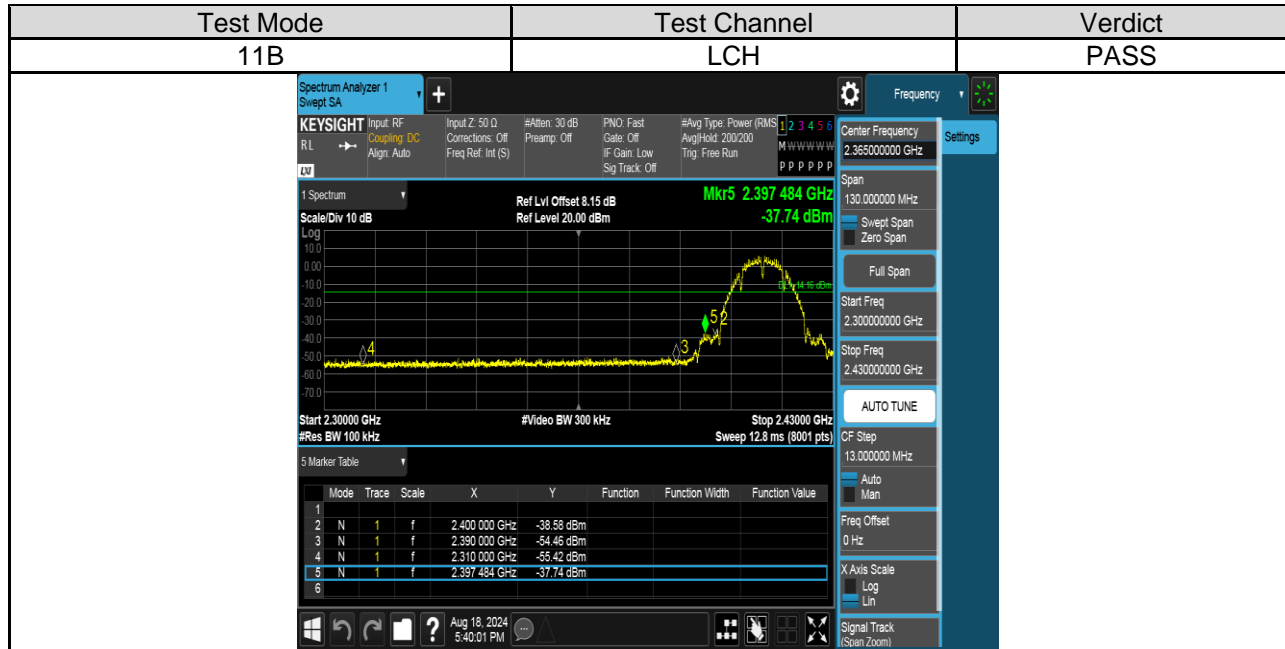 Test Mode Test Channel Verdict
11B LCH PASS
Spectrum Analyzer 1
Swept SA
+
Frequency
KEYSIGHT Input: RF Input Z: 50 Ω #Atten: 30 dB PNO: Fast #Avg Type: Power (RMS 1 2 3 4 5 6
RL Coupling: DC Corrections: Off Preamp: Off Gate: Off Avg|Hold: 200/200 M W W W W W
Align: Auto Freq Ref: Int (S) IF Gain: Low Trig: Free Run
Sig Track: Off P P P P P P
LXI
Center Frequency
2.365000000 GHz
Settings
1 Spectrum
Ref Lvl Offset 8.15 dB
Mkr5 2.397 484 GHz
Scale/Div 10 dB Ref Level 20.00 dBm -37.74 dBm
Log
10.0
0.00
-10.0
-20.0
-30.0
-40.0
-50.0
-60.0
-70.0
4
3
5
2
Start 2.30000 GHz #Video BW 300 kHz Stop 2.43000 GHz
#Res BW 100 kHz Sweep 12.8 ms (8001 pts)
Span
130.000000 MHz
Swept Span
Zero Span
Full Span
Start Freq
2.300000000 GHz
Stop Freq
2.430000000 GHz
AUTO TUNE
CF Step
13.000000 MHz
Auto
Man
Freq Offset
0 Hz
X Axis Scale
Log
Lin
Signal Track
(Span Zoom)
5 Marker Table
Mode Trace Scale X Y Function Function Width Function Value
1
2 N 1 f 2.400 000 GHz -38.58 dBm
3 N 1 f 2.390 000 GHz -54.46 dBm
4 N 1 f 2.310 000 GHz -55.42 dBm
5 N 1 f 2.397 484 GHz -37.74 dBm
6
?
Aug 18, 2024
5:40:01 PM